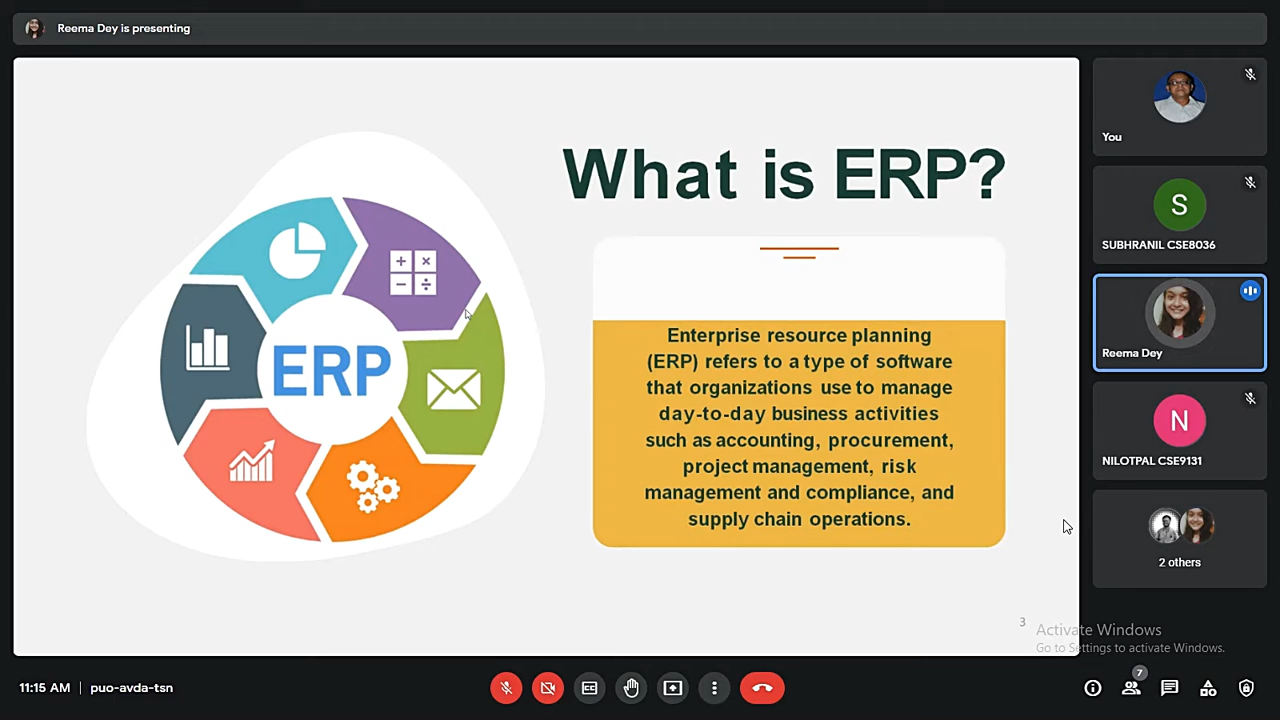 Reema Dey is presenting
What is ERP?
ERP
Enterprise resource planning
(ERP) refers to a type of software
that organizations use to manage
day-to-day business activities
such as accounting, procurement,
project management, risk
management and compliance, and
supply chain operations.
3
You
S
SUBHRANIL CSE8036
Reema Dey
N
NILOTPAL CSE9131
2 others
Activate Windows
Go to Settings to activate Windows.
11:15 AM | puo-avda-tsn
7